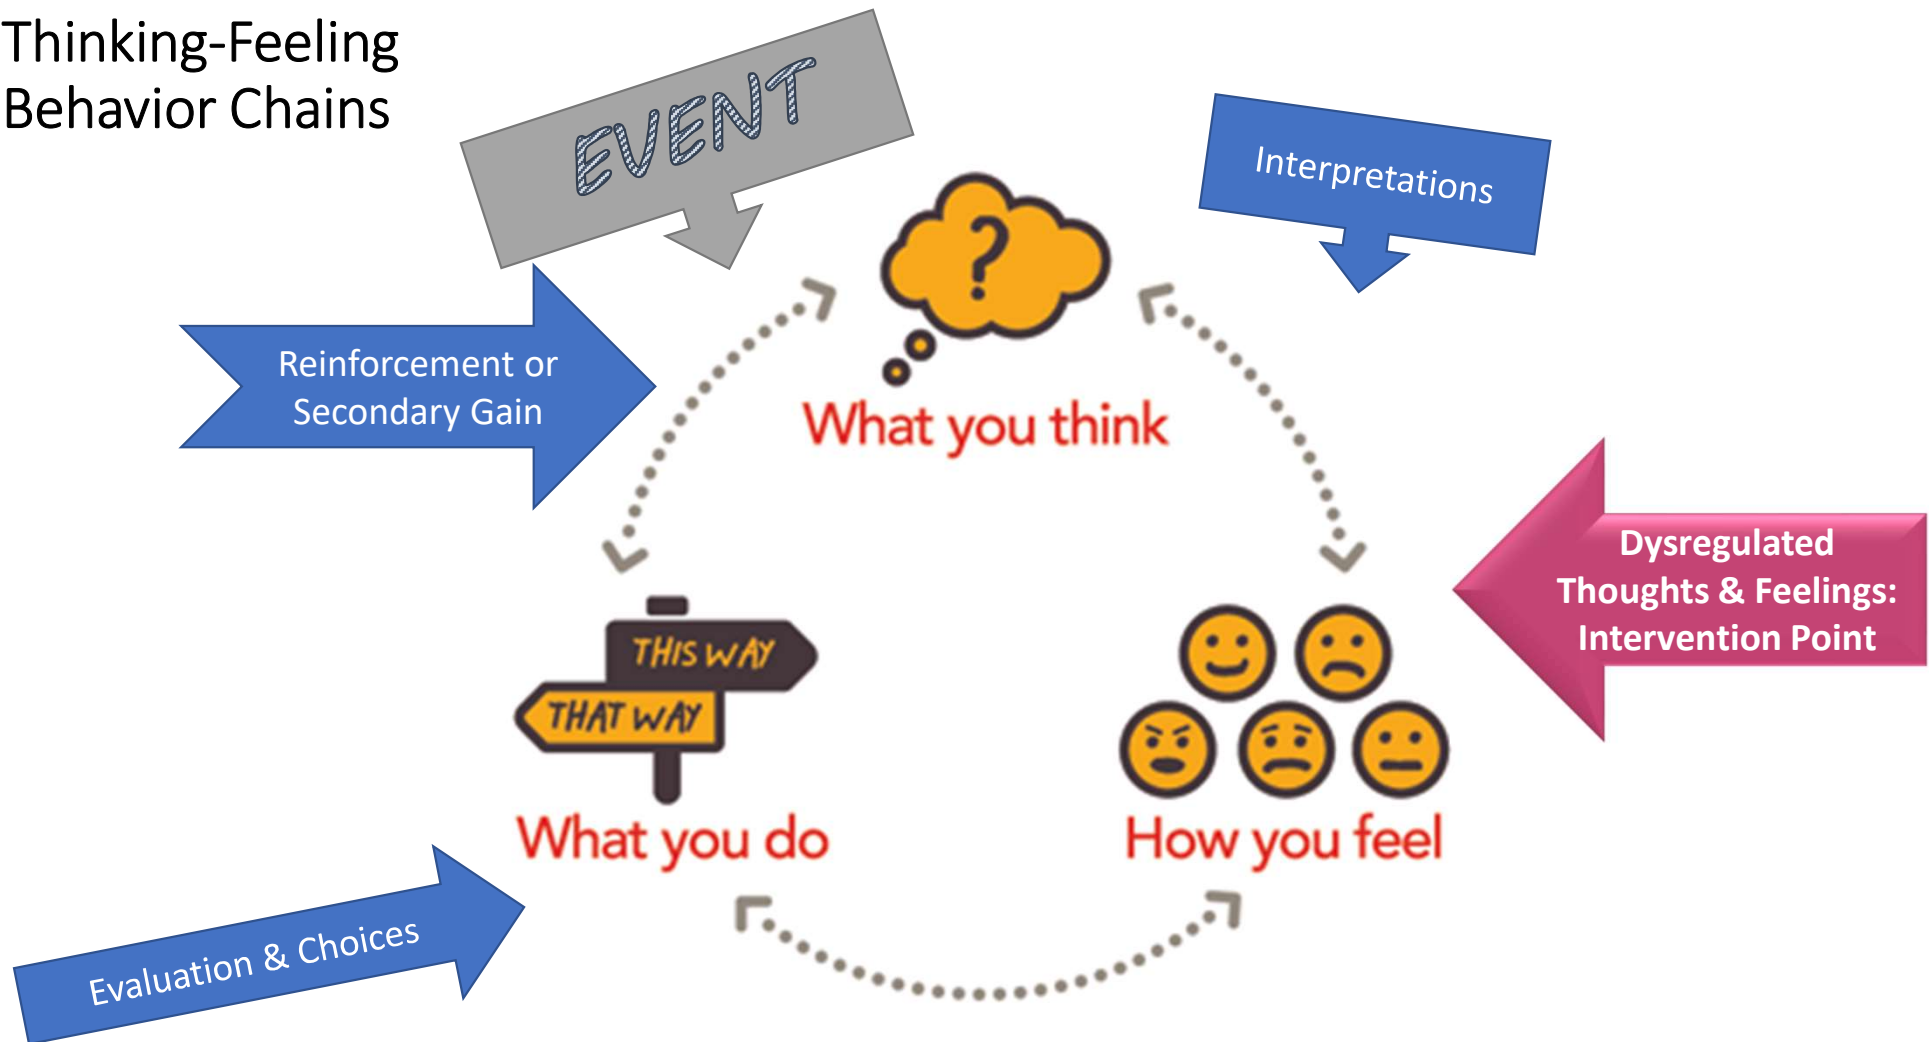 Thinking-Feeling
Behavior Chains
EVENT
Interpretations
?
Reinforcement or
Secondary Gain
What you think
Dysregulated
Thoughts & Feelings:
Intervention Point
THIS WAY
THAT WAY
What you do
How you feel
Evaluation & Choices